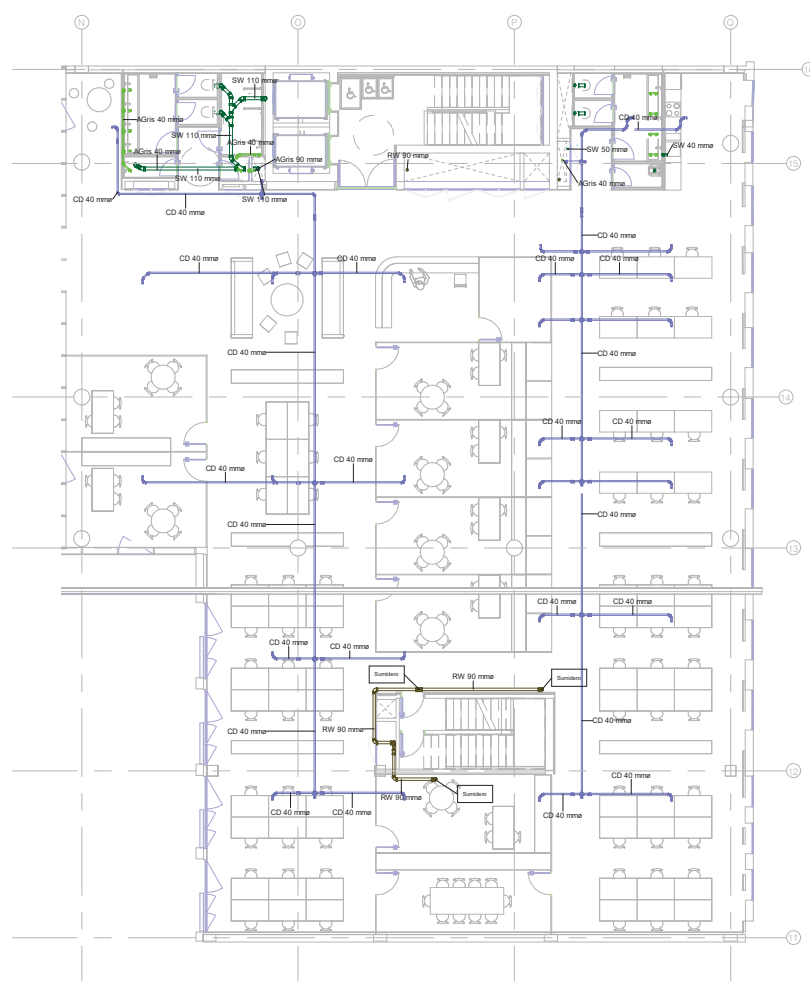 N
O
P
Q
16
SW 110 mmø
AGris 40 mmø
CD 40 mmø
SW 110 mmø
AGris 40 mmø
SW 50 mmø
SW 40 mmø
AGris 40 mmø
AGris 90 mmø
RW 90 mmø
15
SW 110 mmø
AGris 40 mmø
CD 40 mmø
SW 110 mmø
CD 40 mmø
CD 40 mmø
CD 40 mmø
CD 40 mmø
CD 40 mmø
CD 40 mmø
CD 40 mmø
CD 40 mmø
14
CD 40 mmø
CD 40 mmø
CD 40 mmø
CD 40 mmø
CD 40 mmø
CD 40 mmø
13
CD 40 mmø
CD 40 mmø
CD 40 mmø
CD 40 mmø
Sumidero
RW 90 mmø
Sumidero
CD 40 mmø
RW 90 mmø
CD 40 mmø
12
CD 40 mmø
RW 90 mmø
Sumidero
CD 40 mmø
CD 40 mmø
CD 40 mmø
11